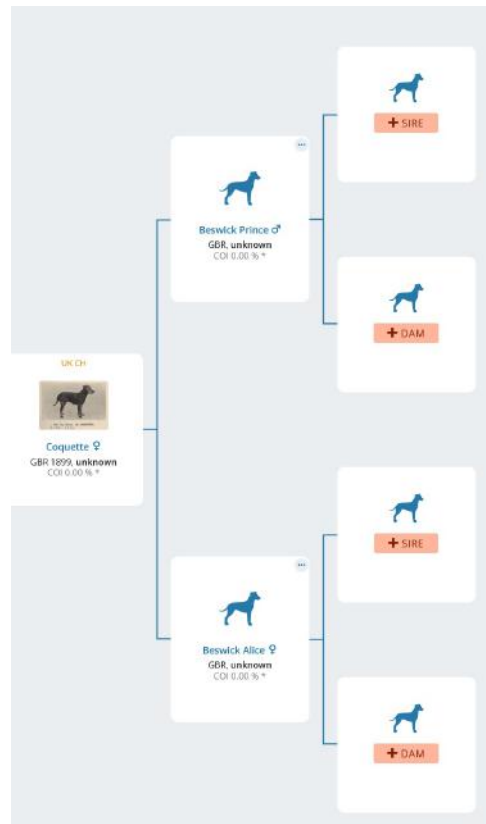 + SIRE
...
Beswick Prince ♂
GBR, unknown
COI 0.00 % *
+ DAM
UK CH
Coquette ♀
GBR 1899, unknown
COI 0.00 % *
+ SIRE
...
Beswick Alice ♀
GBR, unknown
COI 0.00 % *
+ DAM